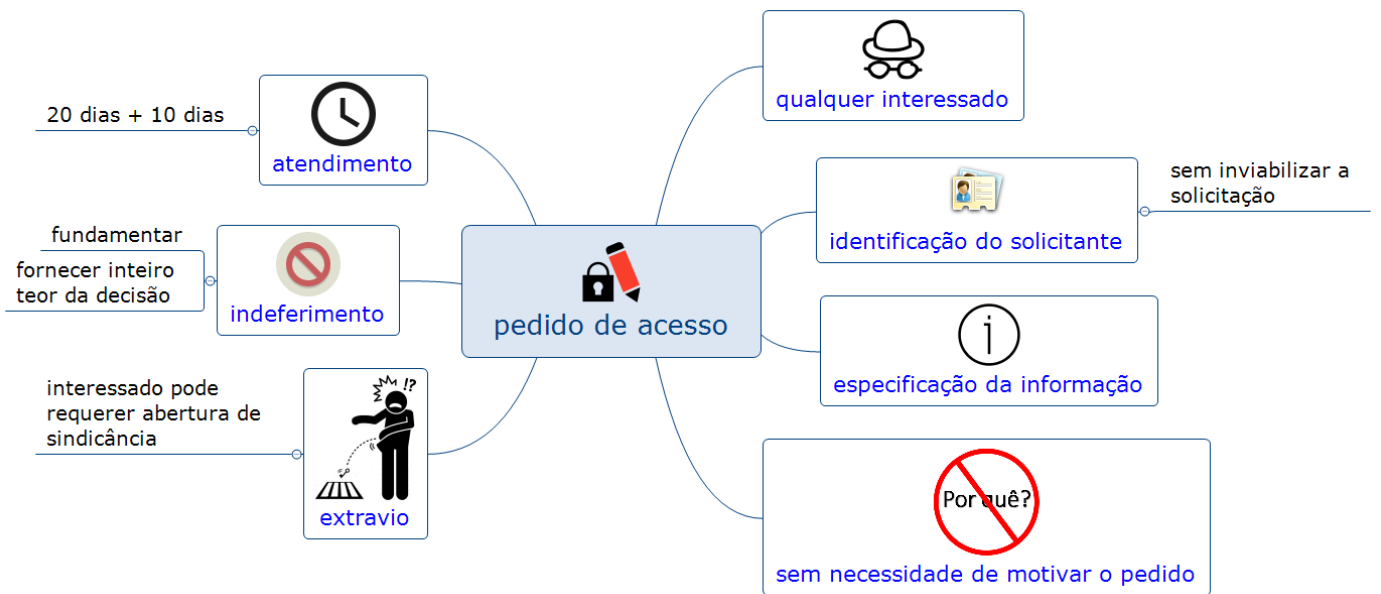 pedido de acesso
qualquer interessado
identificação do solicitante
sem inviabilizar a
solicitação
especificação da informação
Por quê?
sem necessidade de motivar o pedido
atendimento
20 dias + 10 dias
indeferimento
fundamentar
fornecer inteiro
teor da decisão
!?
extravio
interessado pode
requerer abertura de
sindicância